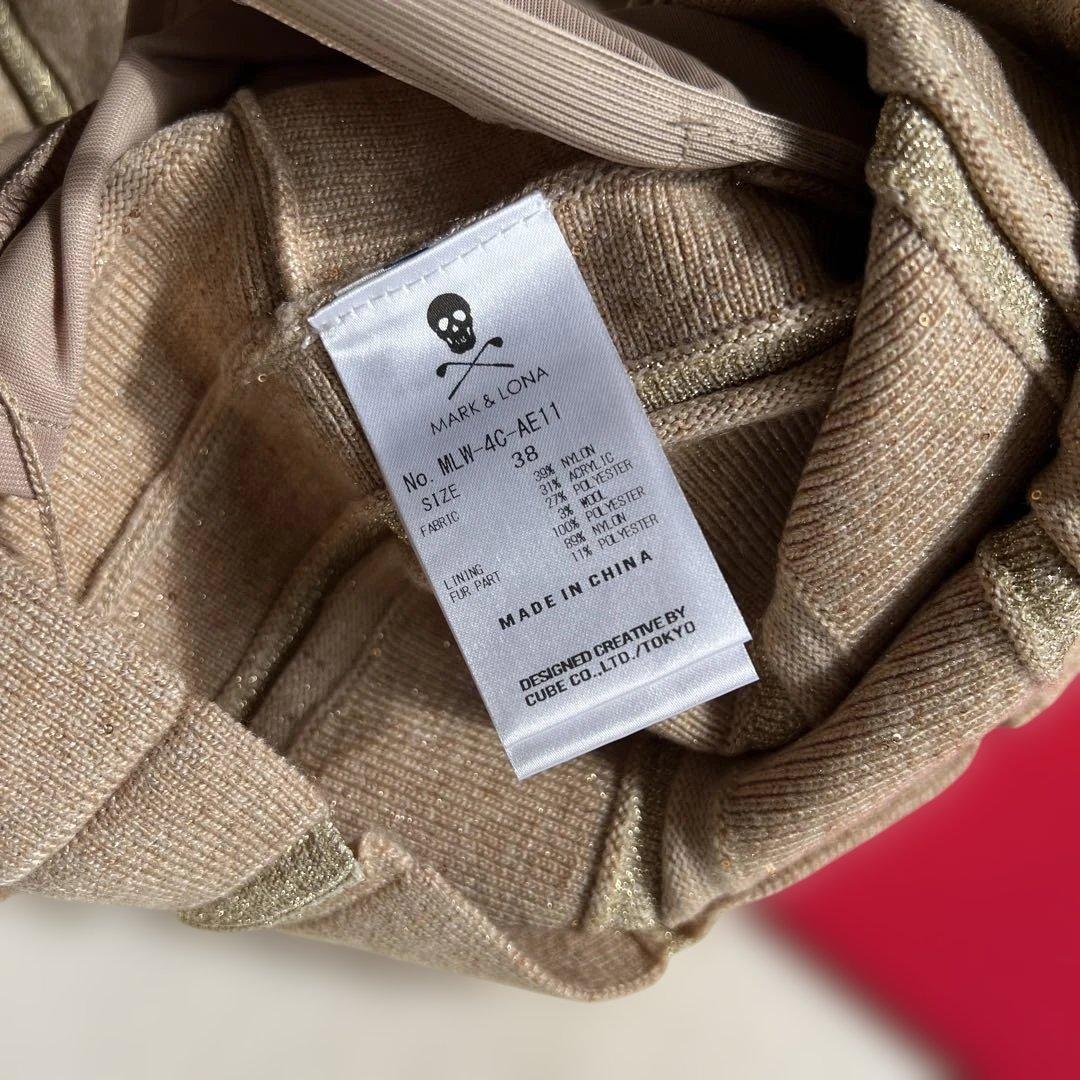 MARK & LONA
No. MLW-4C-AE11
SIZE 38
FABRIC 39% NYLON
31% ACRYLIC
27% POLYESTER
3% WOOL
LINING 100% POLYESTER
FUR PART 89% NYLON
11% POLYESTER
MADE IN CHINA
DESIGNED CREATIVE BY
CUBE CO.,LTD./TOKYO